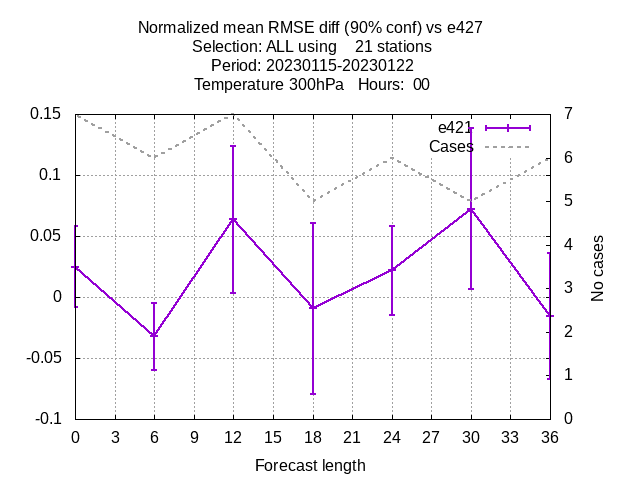 Normalized mean RMSE diff (90% conf) vs e427
Selection: ALL using    21 stations
Period: 20230115-20230122
Temperature 300hPa   Hours:  00
0.15
0.1
0.05
0
-0.05
-0.1
7
6
5
4
3
2
1
0
e421
Cases
No cases
0 3 6 9 12 15 18 21 24 27 30 33 36
Forecast length